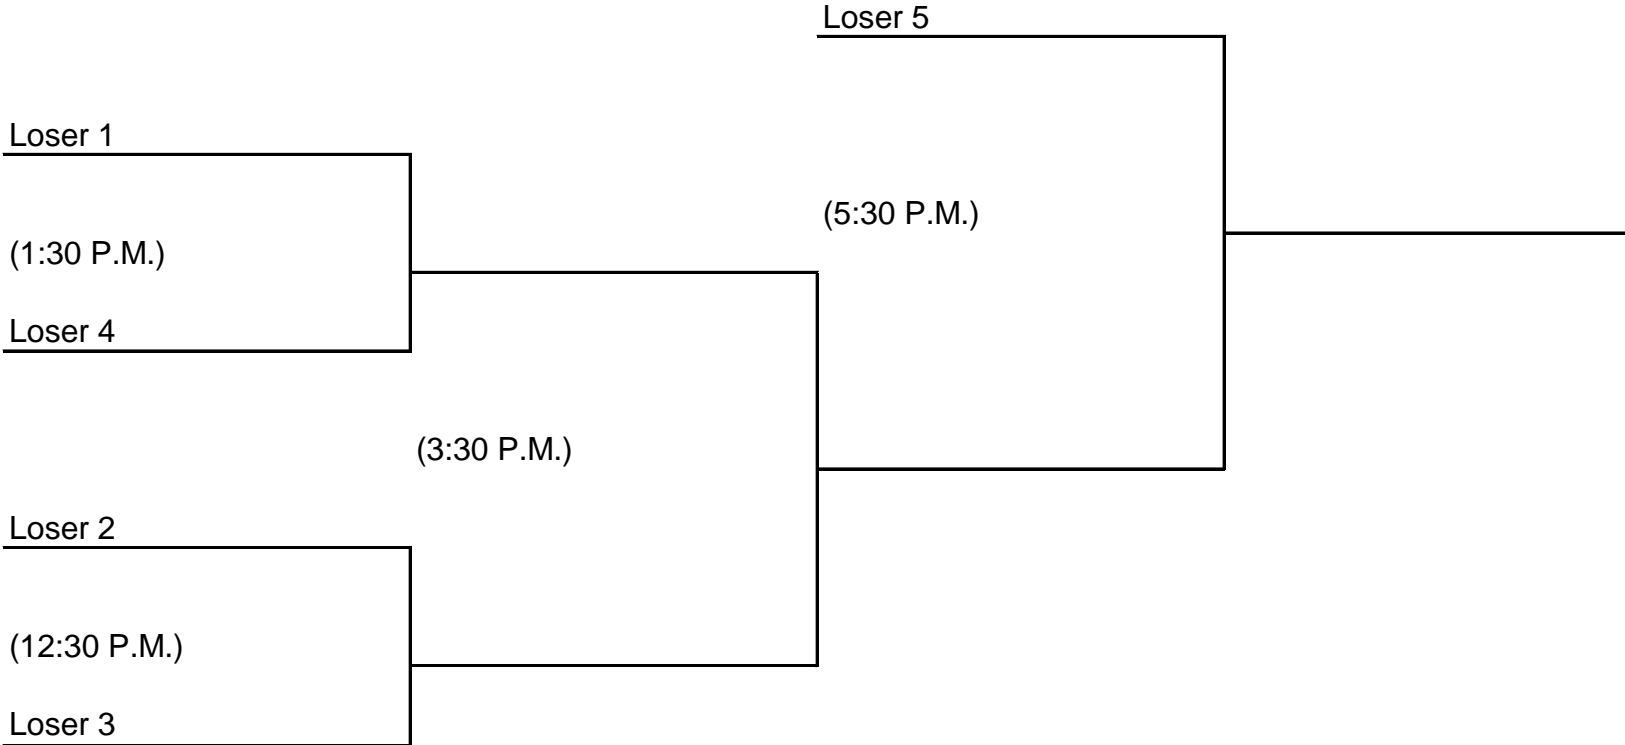 Loser 5
Loser 1
(5:30 P.M.)
(1:30 P.M.)
Loser 4
(3:30 P.M.)
Loser 2
(12:30 P.M.)
Loser 3